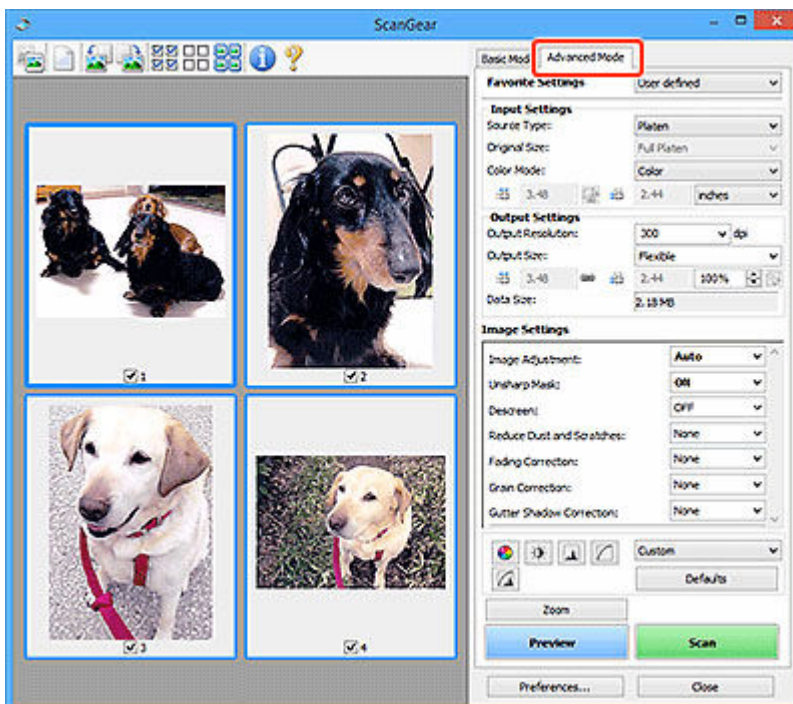 ScanGear
Basic Mod
Advanced Mode
Favorite Settings User defined
Input Settings
Source Type: Platen
Original Size: Full Platen
Color Mode: Color
3.48 2.44 inches
Output Settings
Output Resolution: 300 dpi
Output Size: Flexible
3.48 2.44 100%
Data Size: 2.18 MB
Image Settings
Image Adjustment: Auto
Unsharp Mask: ON
Descreen: OFF
Reduce Dust and Scratches: None
Fading Correction: None
Grain Correction: None
Gutter Shadow Correction: None
Custom
Defaults
Zoom
Preview Scan
Preferences... Close
1
2
3
4